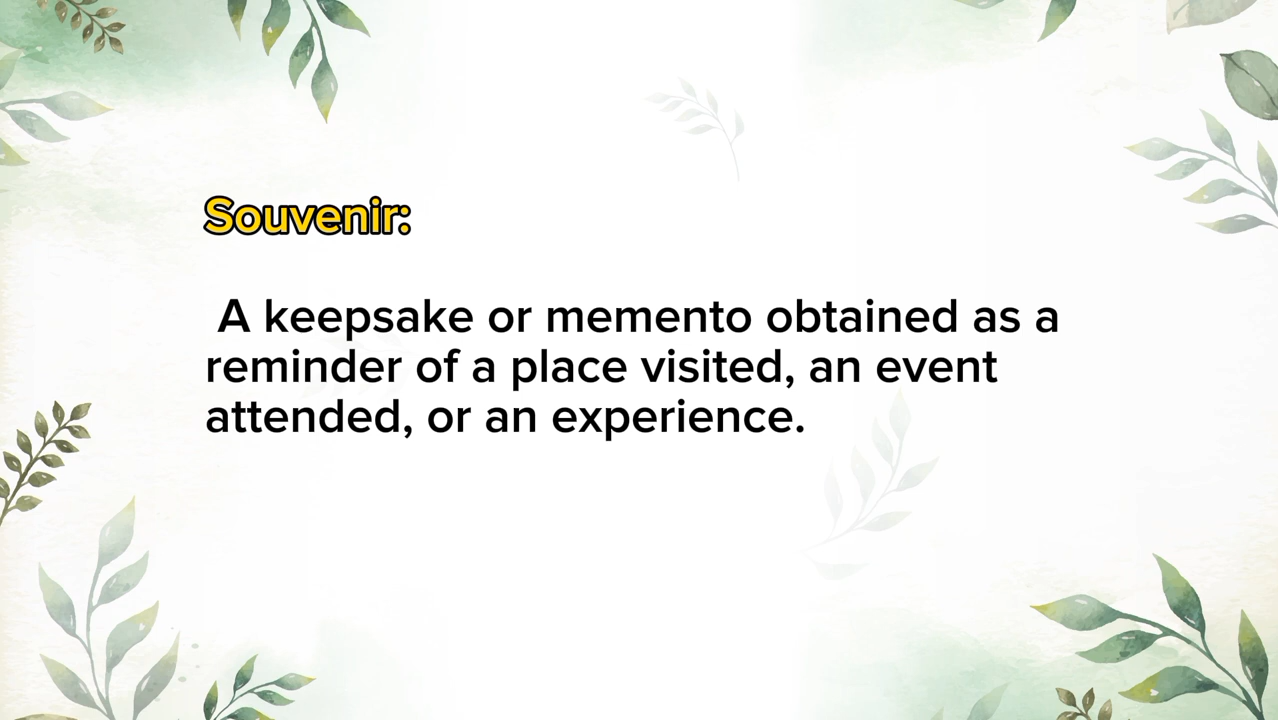 Souvenir:
A keepsake or memento obtained as a
reminder of a place visited, an event
attended, or an experience.